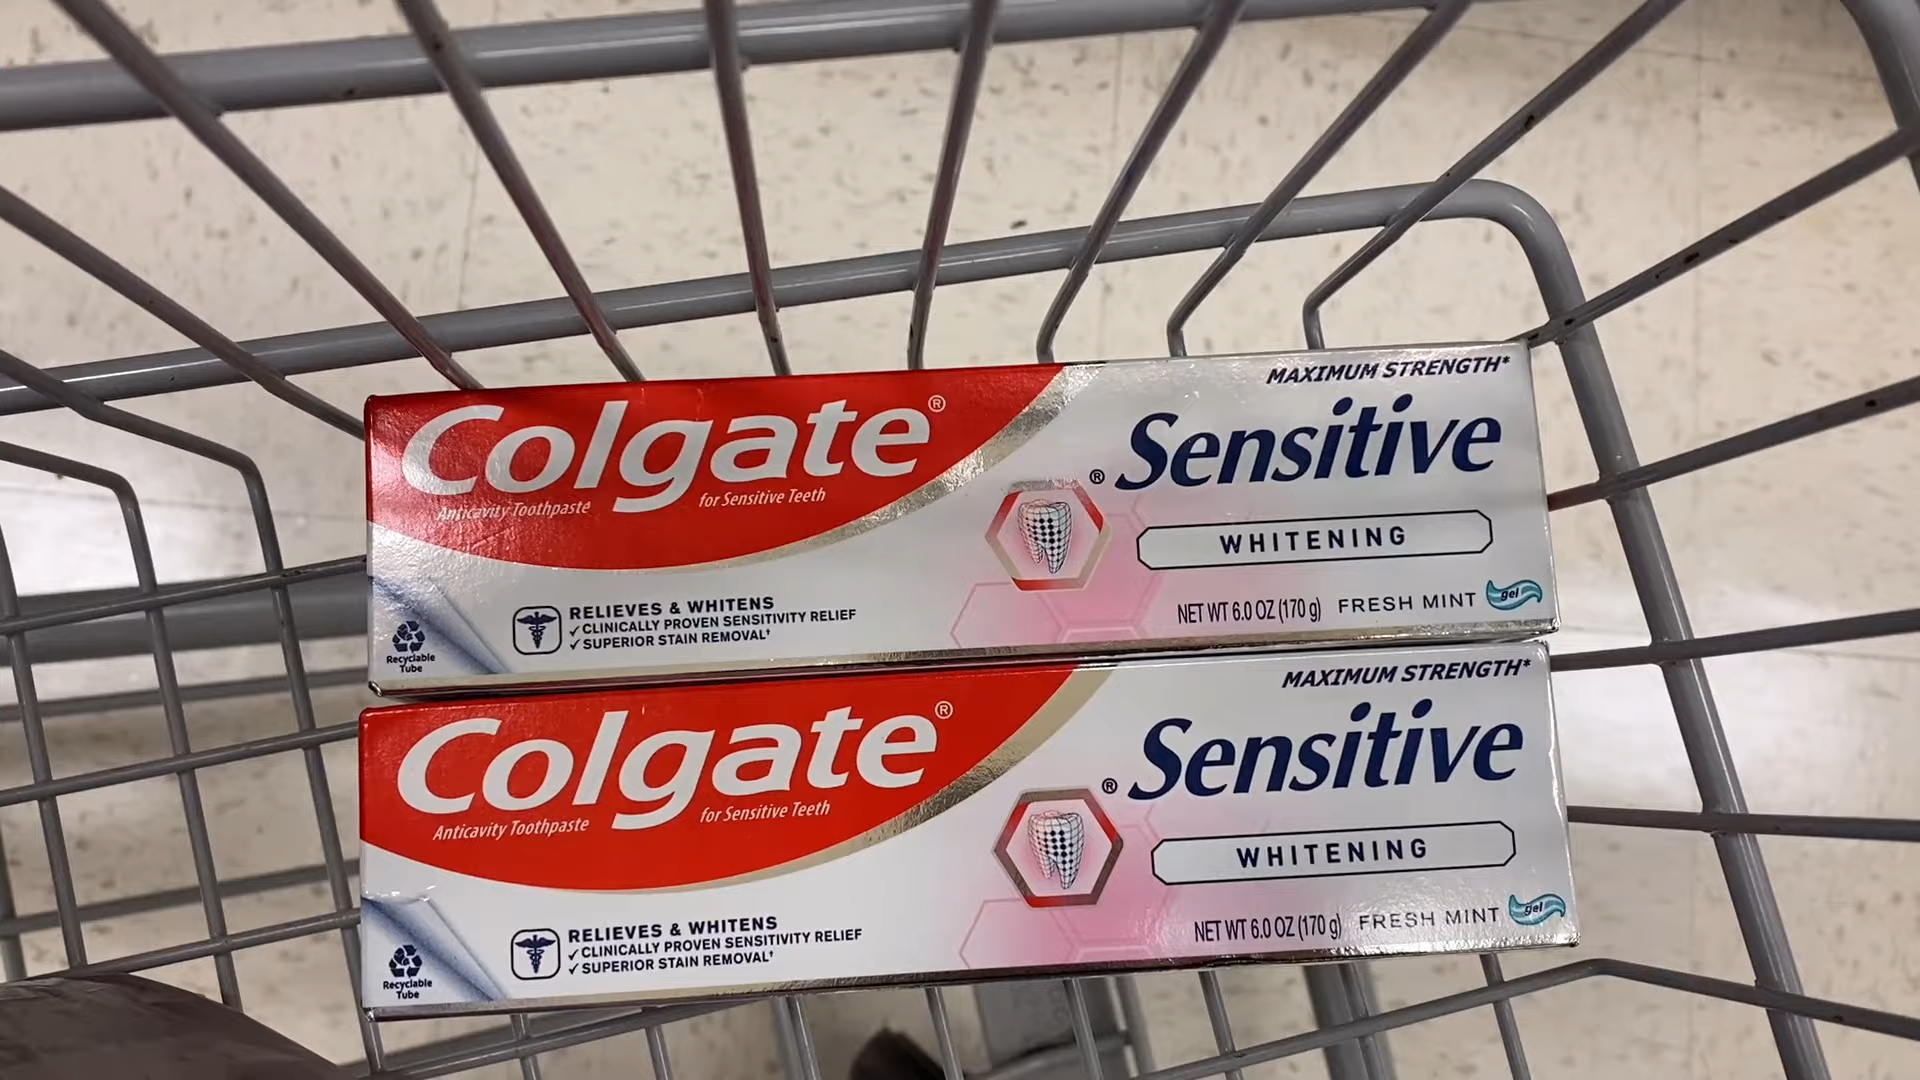 MAXIMUM STRENGTH*
Colgate®
® Sensitive
Anticavity Toothpaste for Sensitive Teeth
WHITENING
RELIEVES & WHITENS
✓CLINICALLY PROVEN SENSITIVITY RELIEF
✓SUPERIOR STAIN REMOVAL†
NET WT 6.0 OZ (170 g) FRESH MINT gel
Recyclable
Tube
MAXIMUM STRENGTH*
Colgate®
® Sensitive
Anticavity Toothpaste for Sensitive Teeth
WHITENING
RELIEVES & WHITENS
✓CLINICALLY PROVEN SENSITIVITY RELIEF
✓SUPERIOR STAIN REMOVAL†
NET WT 6.0 OZ (170 g) FRESH MINT gel
Recyclable
Tube